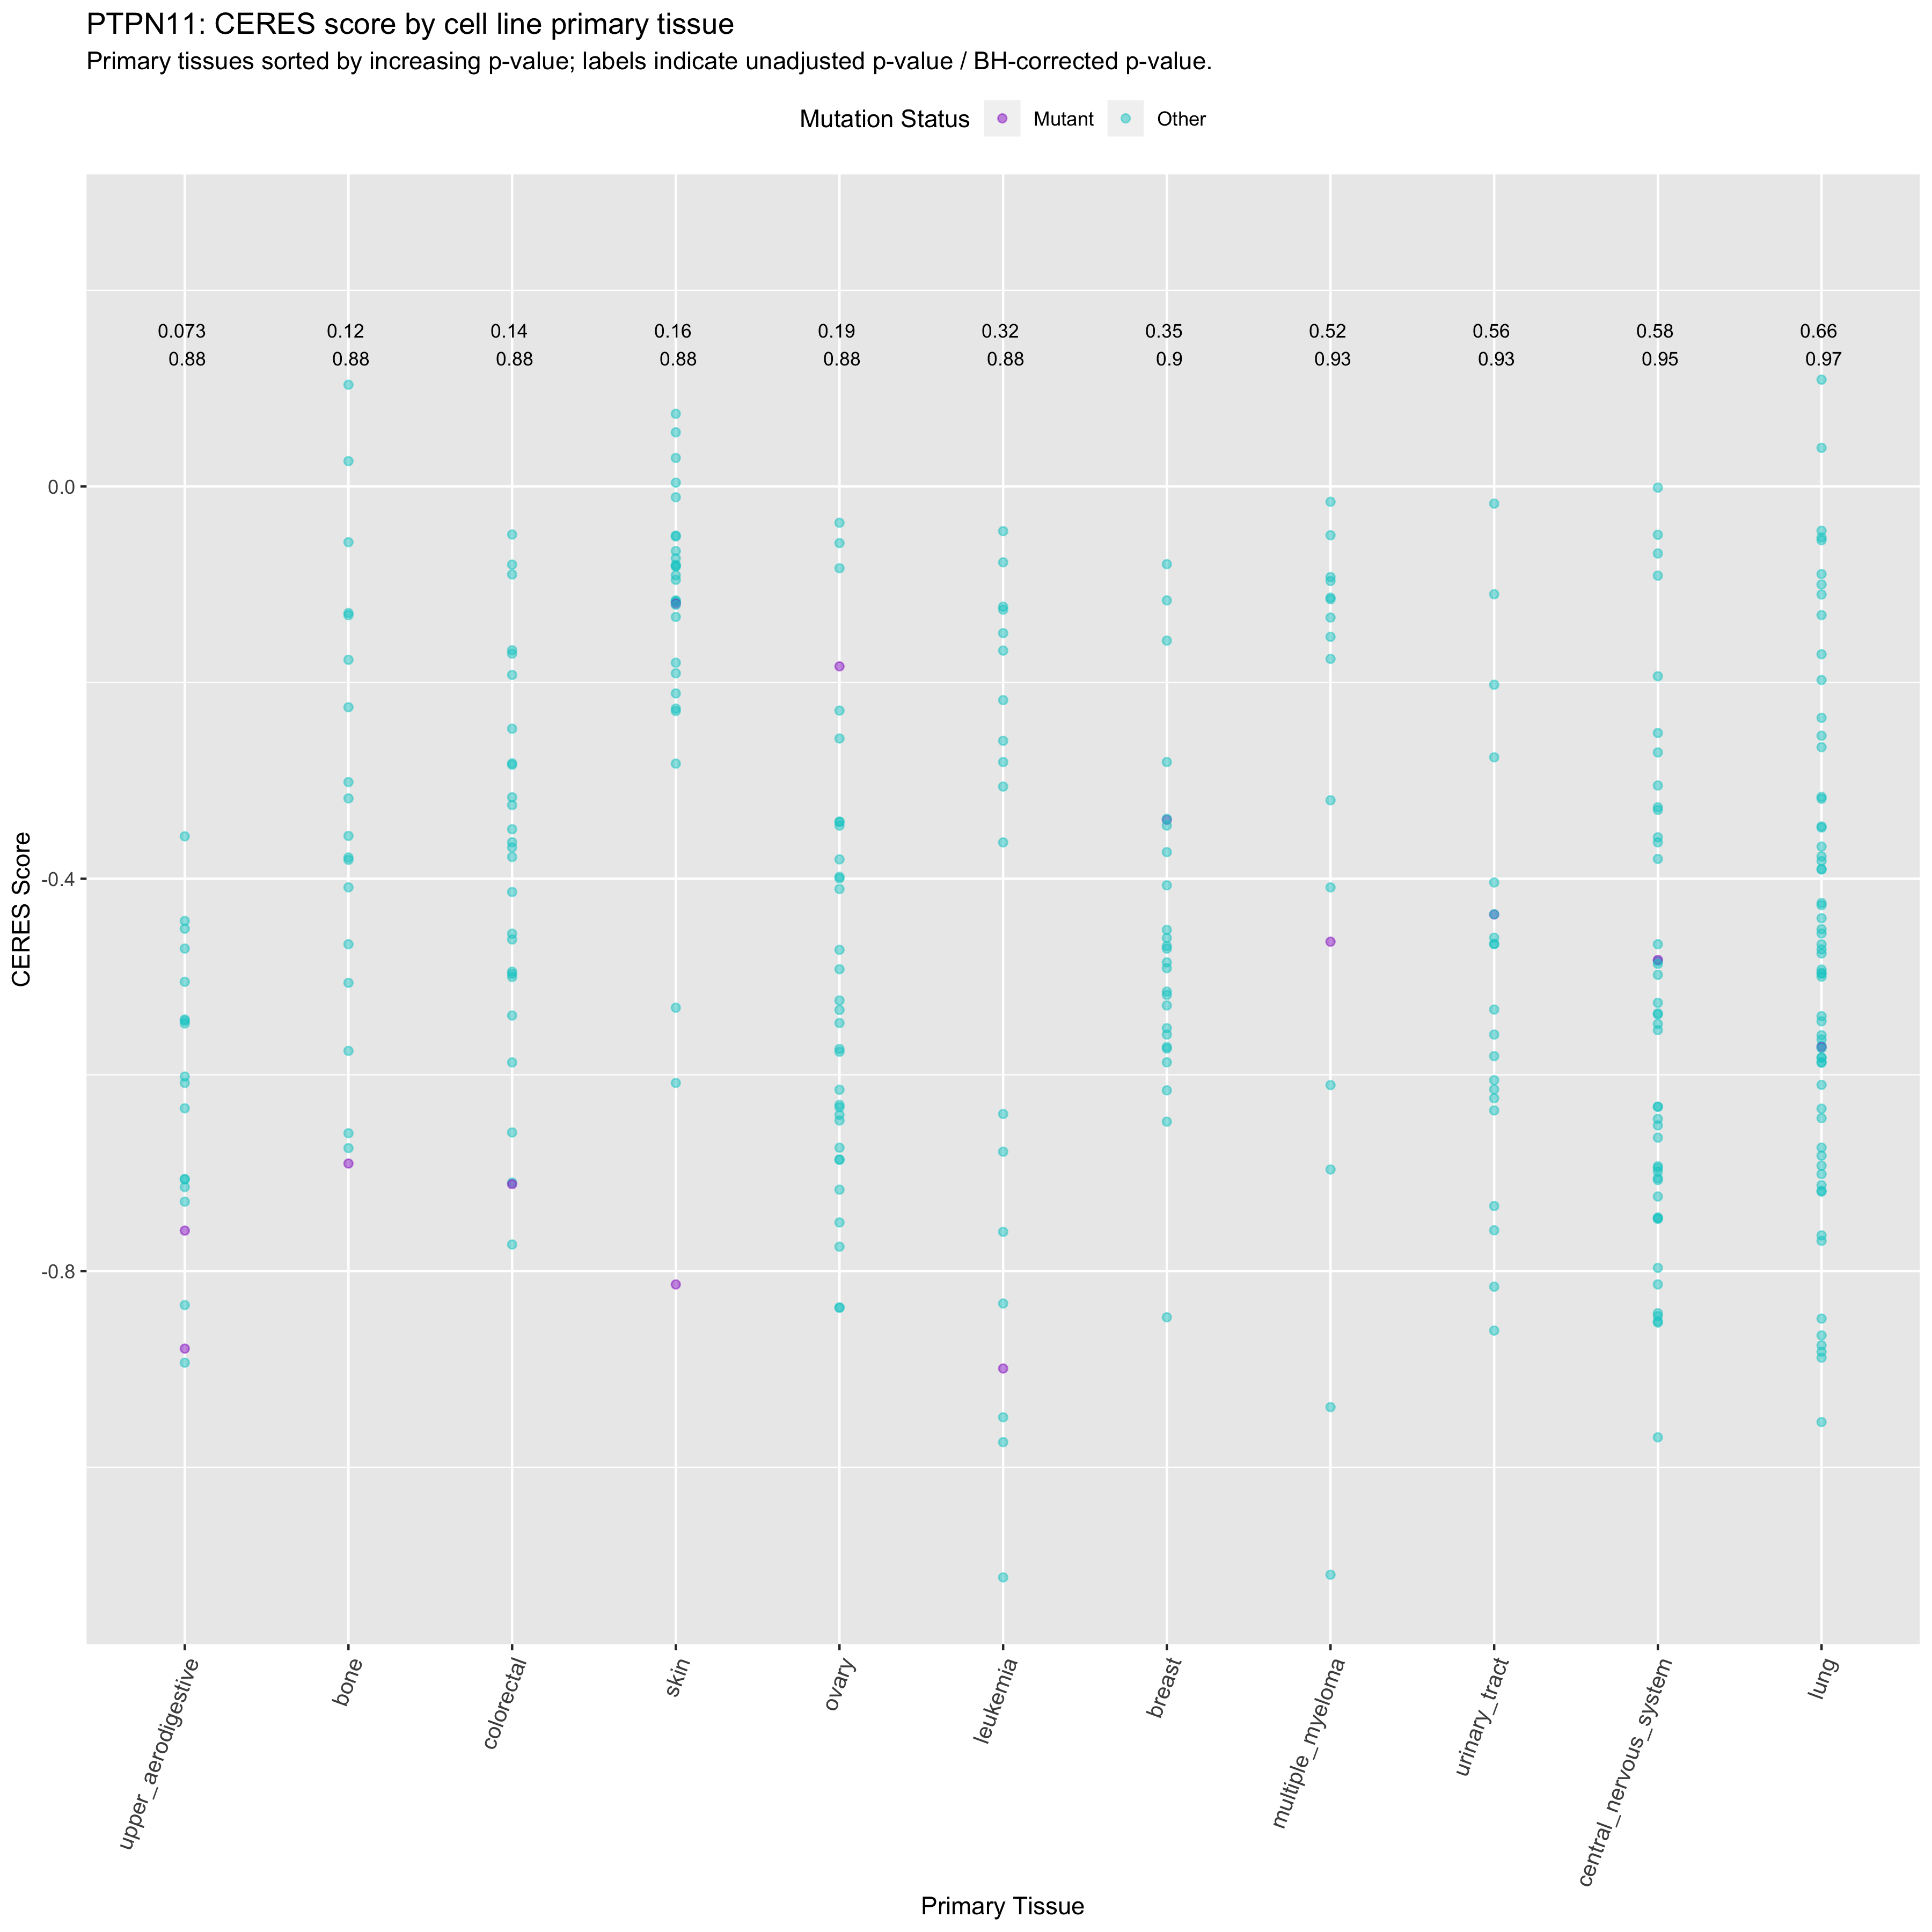 PTPN11: CERES score by cell line primary tissue
Primary tissues sorted by increasing p-value; labels indicate unadjusted p-value / BH-corrected p-value.
Mutation Status Mutant Other
0.073 0.12 0.14 0.16 0.19 0.32 0.35 0.52 0.56 0.58 0.66
0.88 0.88 0.88 0.88 0.88 0.88 0.9 0.93 0.93 0.95 0.97
0.0
-0.4
-0.8
CERES Score
upper_aerodigestive
bone
colorectal
skin
ovary
leukemia
breast
multiple_myeloma
urinary_tract
central_nervous_system
lung
Primary Tissue